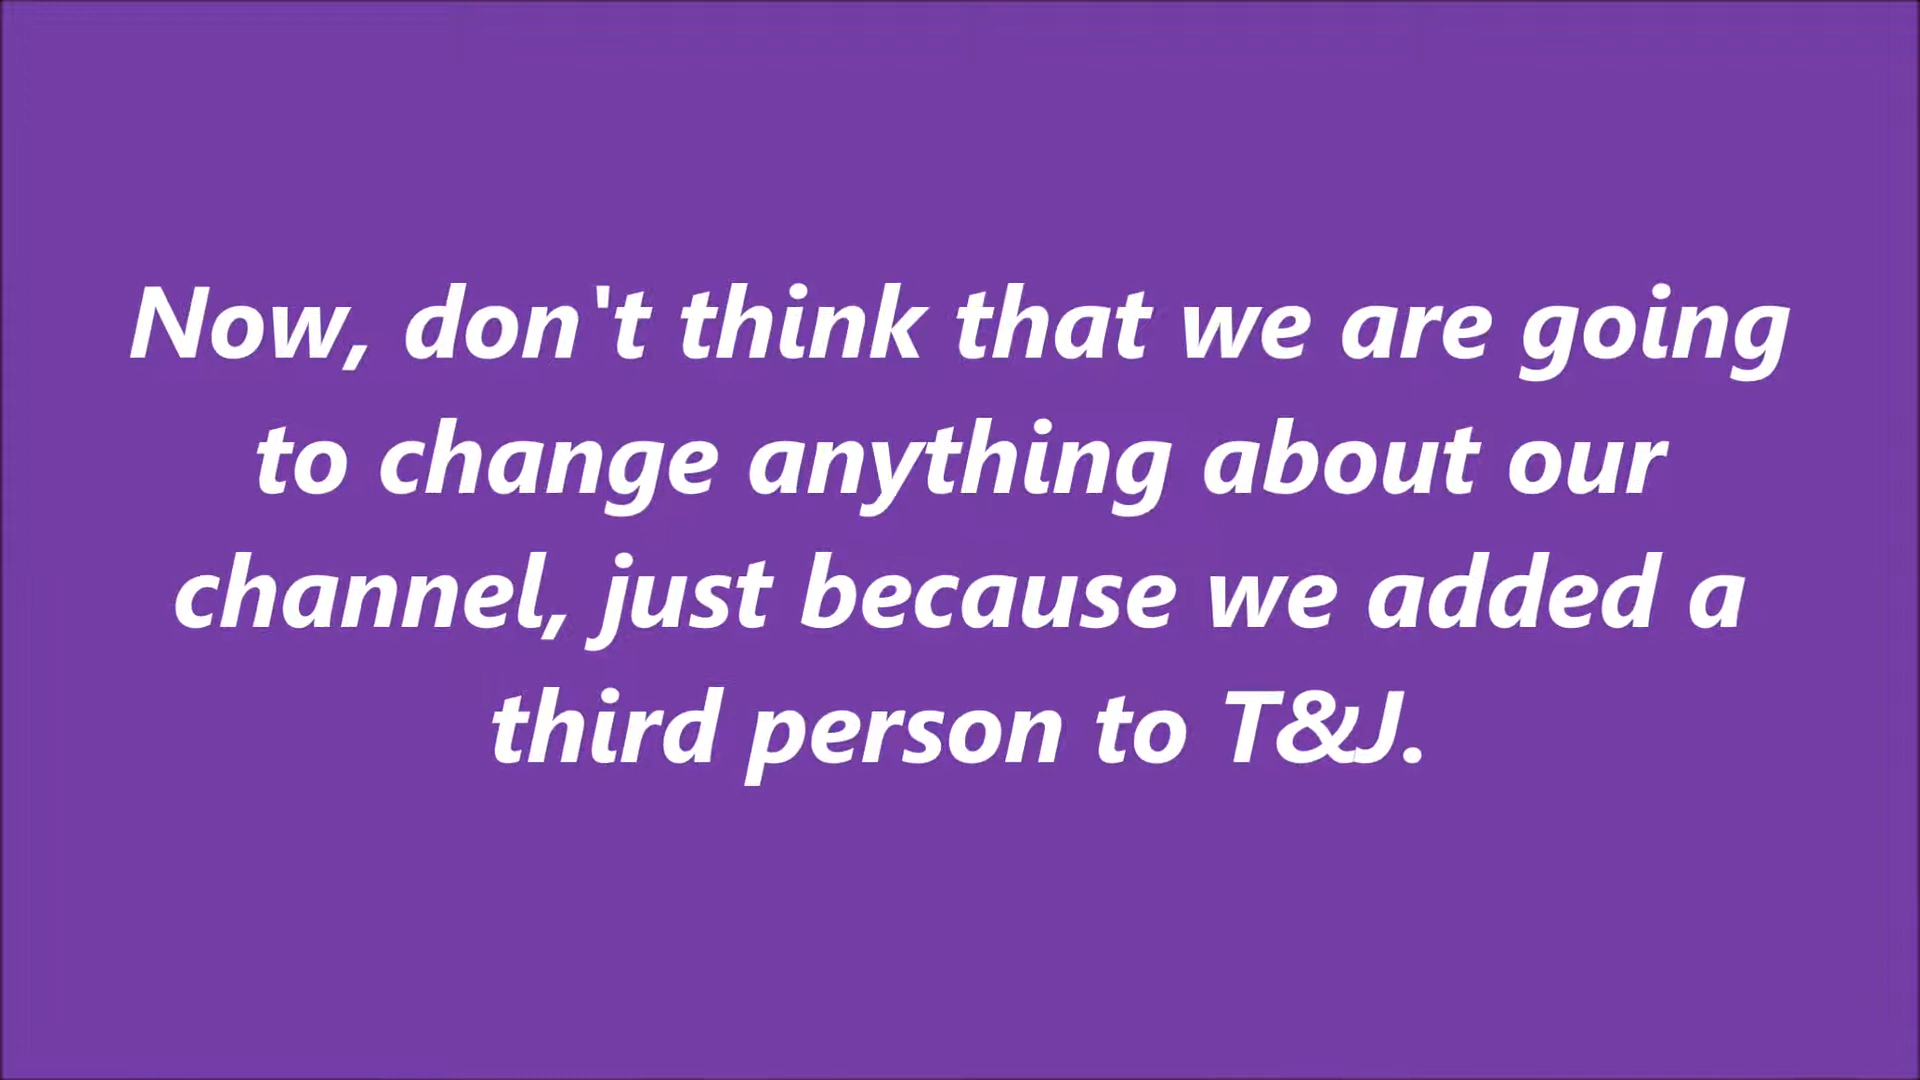 Now, don't think that we are going
to change anything about our
channel, just because we added a
third person to T&J.